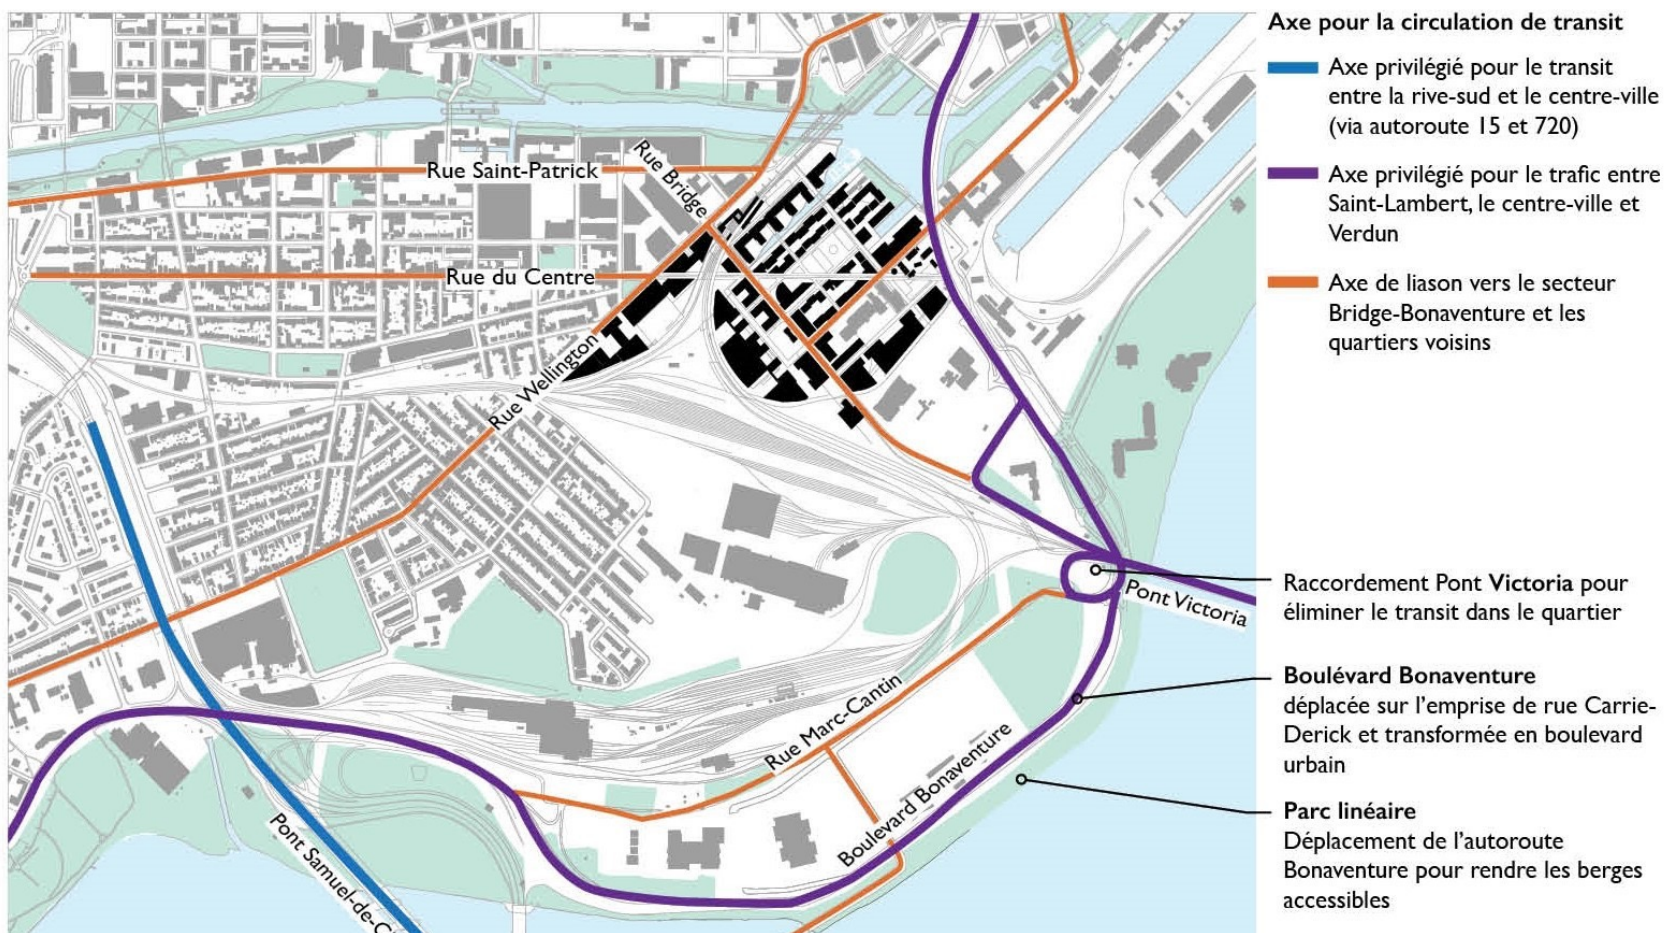 Axe pour la circulation de transit
Axe privilégié pour le transit
entre la rive-sud et le centre-ville
(via autoroute 15 et 720)
Axe privilégié pour le trafic entre
Saint-Lambert, le centre-ville et
Verdun
Axe de liason vers le secteur
Bridge-Bonaventure et les
quartiers voisins
Rue Saint-Patrick
Rue Bridge
Rue du Centre
Rue Wellington
Pont Victoria
Raccordement Pont Victoria pour
éliminer le transit dans le quartier
Boulévard Bonaventure
déplacée sur l'emprise de rue Carrie-
Derick et transformée en boulevard
urbain
Rue Marc-Cantin
Boulevard Bonaventure
Parc linéaire
Déplacement de l'autoroute
Bonaventure pour rendre les berges
accessibles
Pont Samuel-de-C